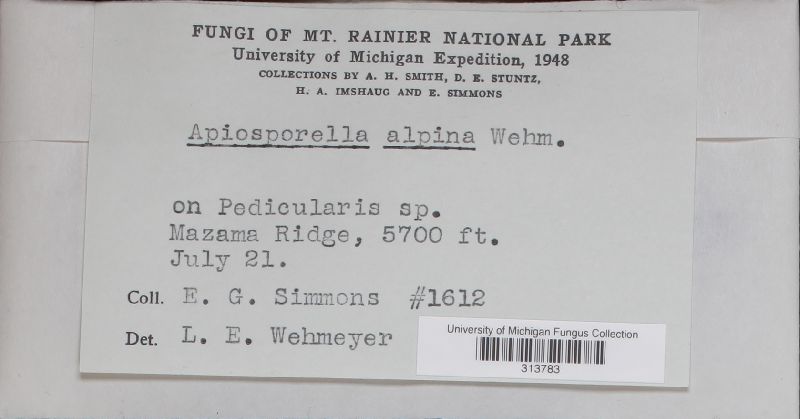 FUNGI OF MT. RAINIER NATIONAL PARK
University of Michigan Expedition, 1948
COLLECTIONS BY A. H. SMITH, D. E. STUNTZ,
H. A. IMSHAUG AND E. SIMMONS
Apiosporella alpina Wehm.
on Pedicularis sp.
Mazama Ridge, 5700 ft.
July 21.
Coll. E. G. Simmons #1612
Det. L. E. Wehmeyer
University of Michigan Fungus Collection
313783